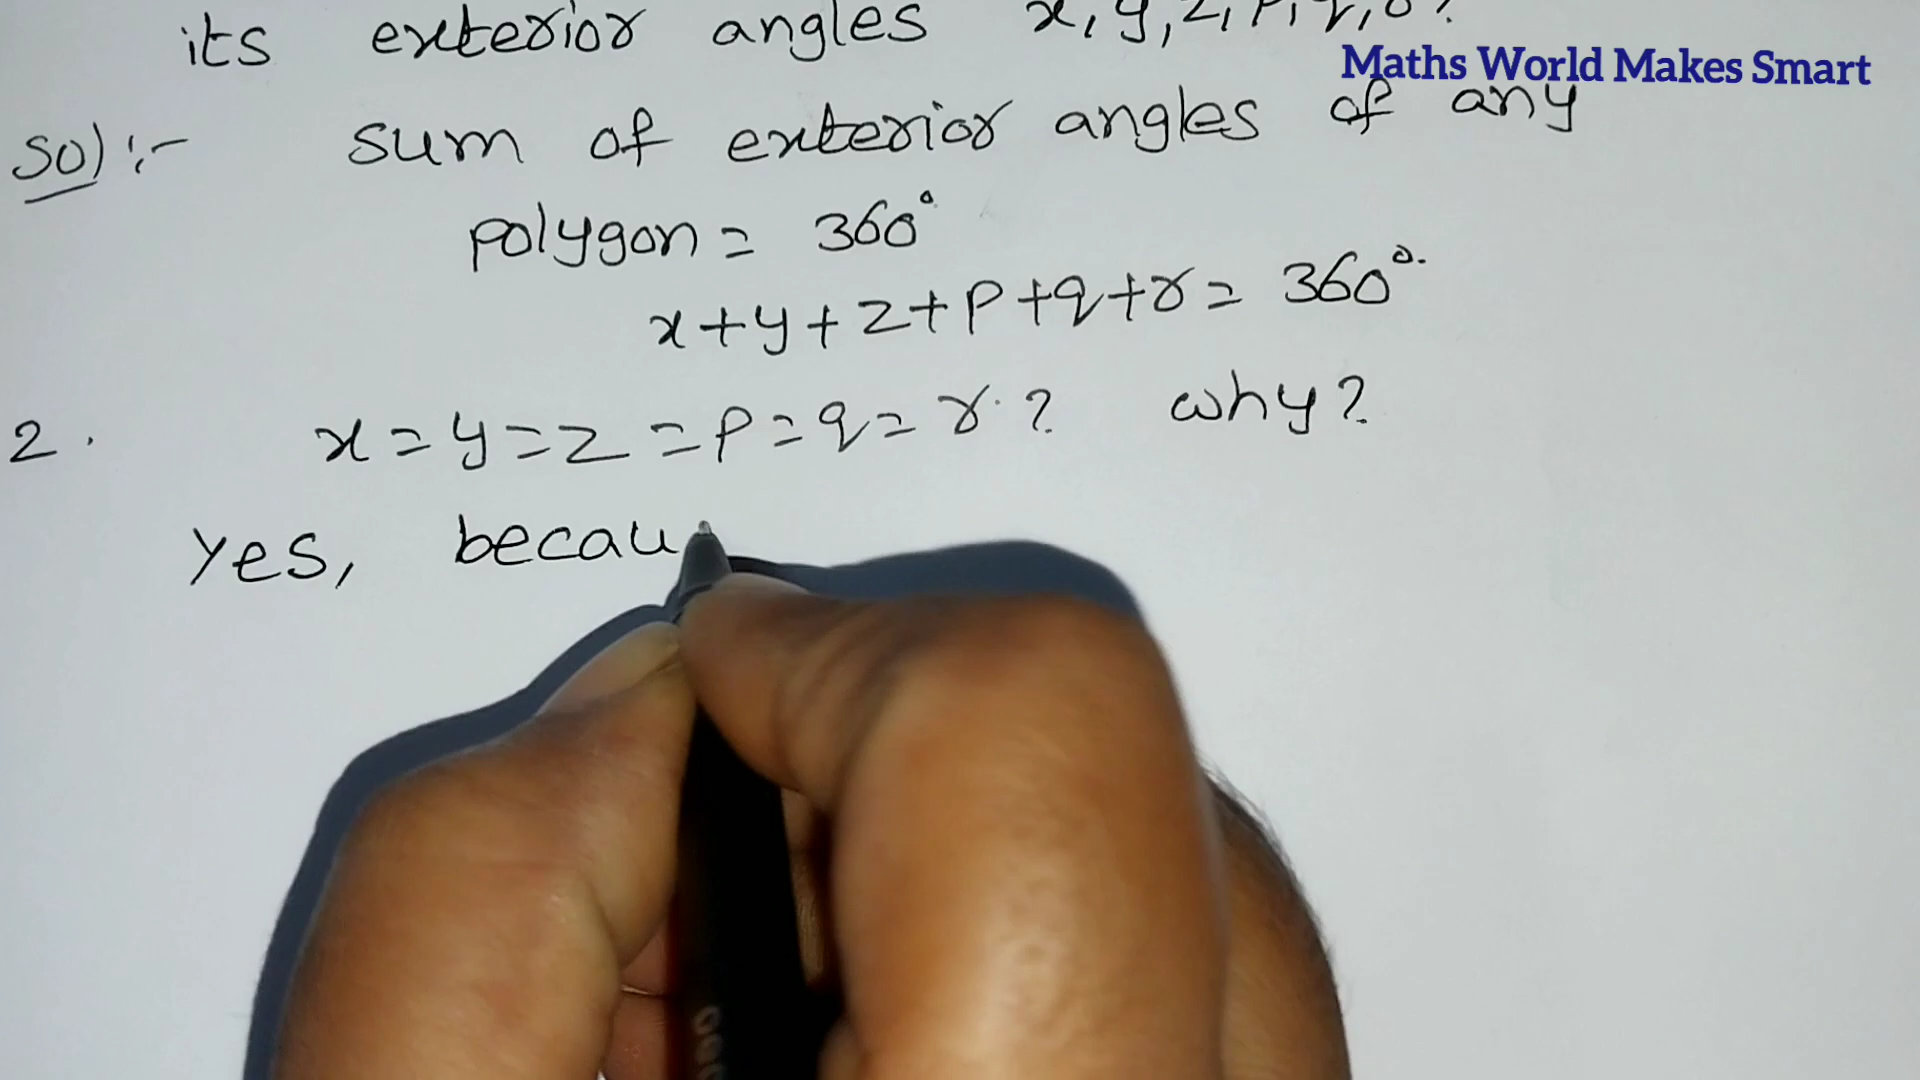 its exterior angles x, y, z, p, q, r?
Maths World Makes Smart
Sol:- sum of exterior angles of any
polygon = 360°
x+y+z+p+q+r = 360°.
2. x=y=z=p=q=r.? why?
Yes, becau